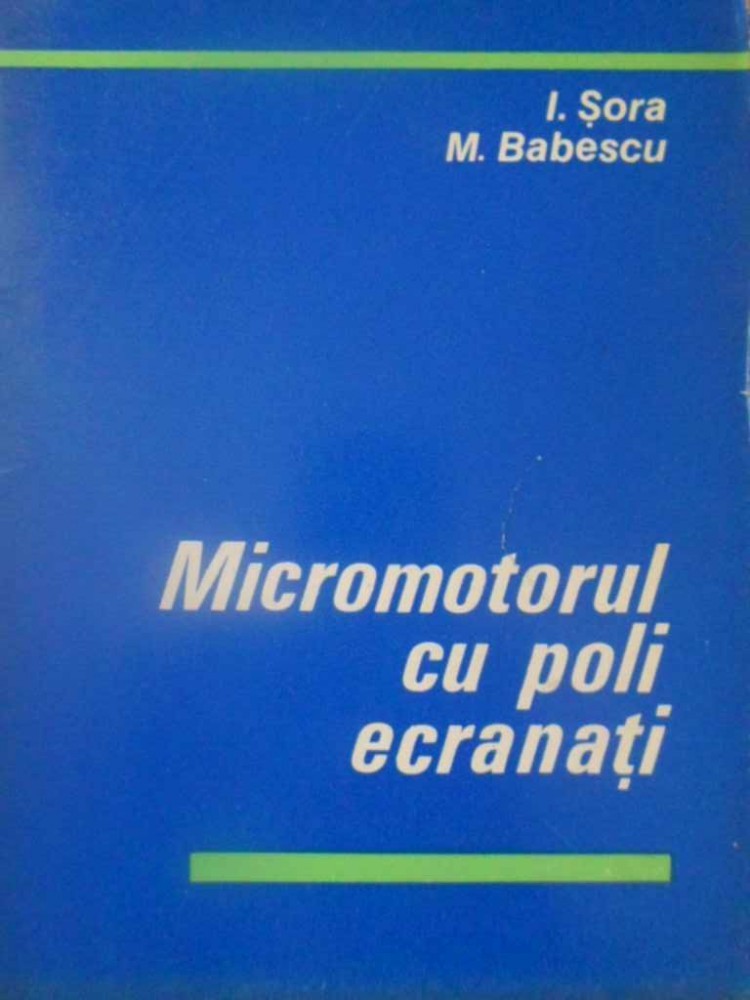 I. Șora
M. Babescu
Micromotorul
cu poli
ecranați